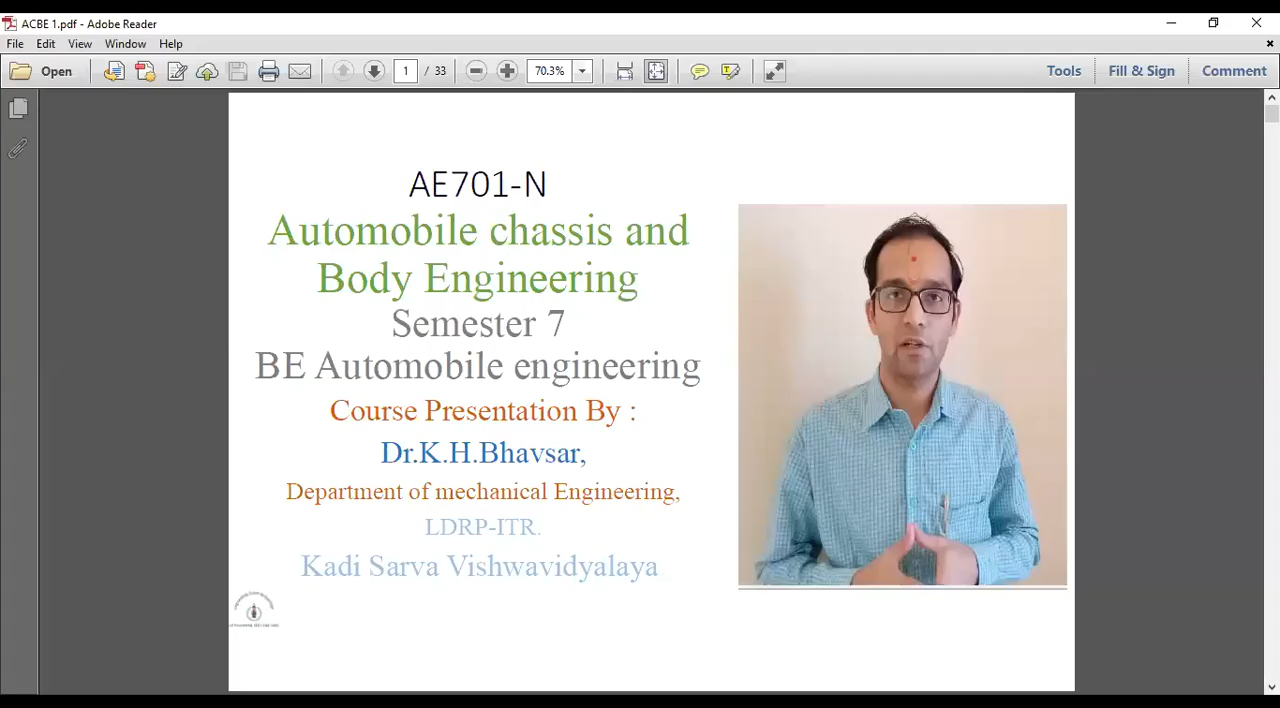 ACBE 1.pdf - Adobe Reader
File Edit View Window Help
Open 1 / 33 70.3% Tools Fill & Sign Comment
AE701-N
Automobile chassis and
Body Engineering
Semester 7
BE Automobile engineering
Course Presentation By :
Dr.K.H.Bhavsar,
Department of mechanical Engineering,
LDRP-ITR.
Kadi Sarva Vishwavidyalaya